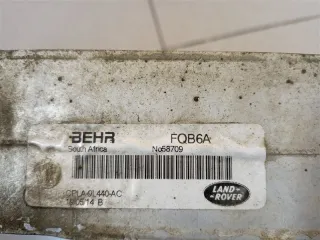 BEHR FQB6A
South Africa No58709
CPLA-9L440-AC
LAND-
ROVER